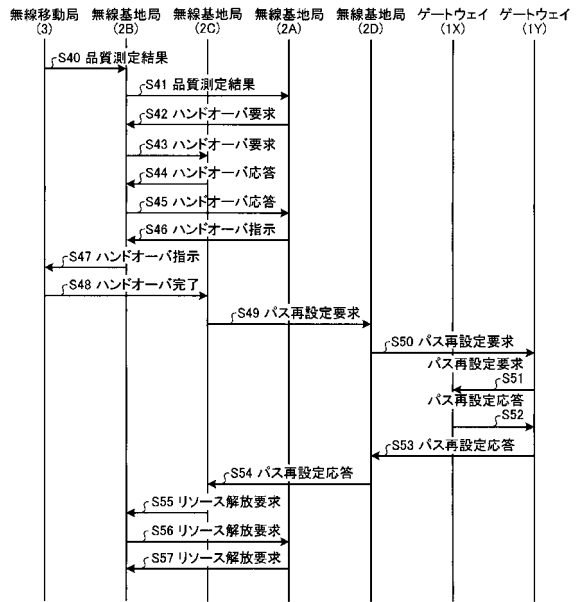 無線移動局 無線基地局 無線基地局 無線基地局 無線基地局 ゲートウェイ ゲートウェイ
(3) (2B) (2C) (2A) (2D) (1X) (1Y)
S40 品質測定結果
S41 品質測定結果
S42 ハンドオーバ要求
S43 ハンドオーバ要求
S44 ハンドオーバ応答
S45 ハンドオーバ応答
S46 ハンドオーバ指示
S47 ハンドオーバ指示
S48 ハンドオーバ完了
S49 パス再設定要求
S50 パス再設定要求
パス再設定要求
S51
パス再設定応答
S52
S53 パス再設定応答
S54 パス再設定応答
S55 リソース解放要求
S56 リソース解放要求
S57 リソース解放要求